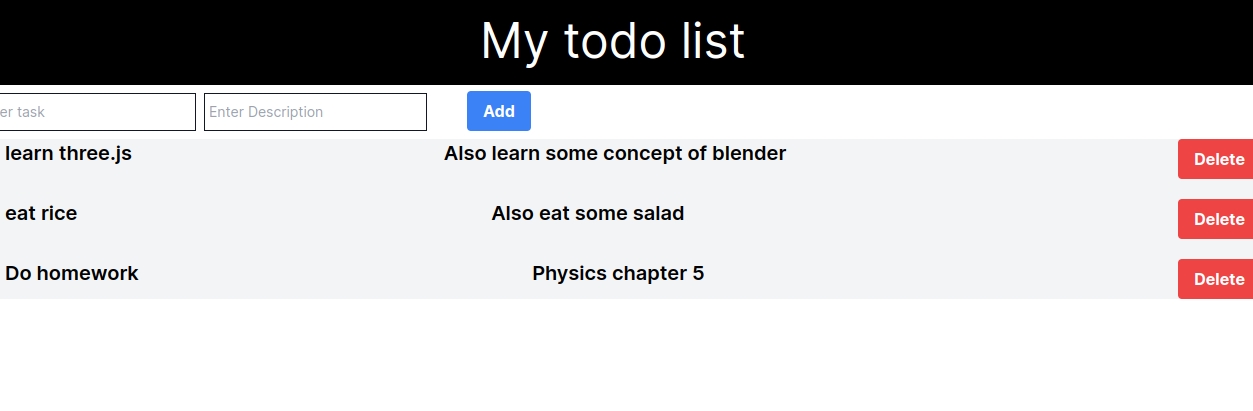 My todo list
er task Enter Description Add
learn three.js Also learn some concept of blender Delete
eat rice Also eat some salad Delete
Do homework Physics chapter 5 Delete